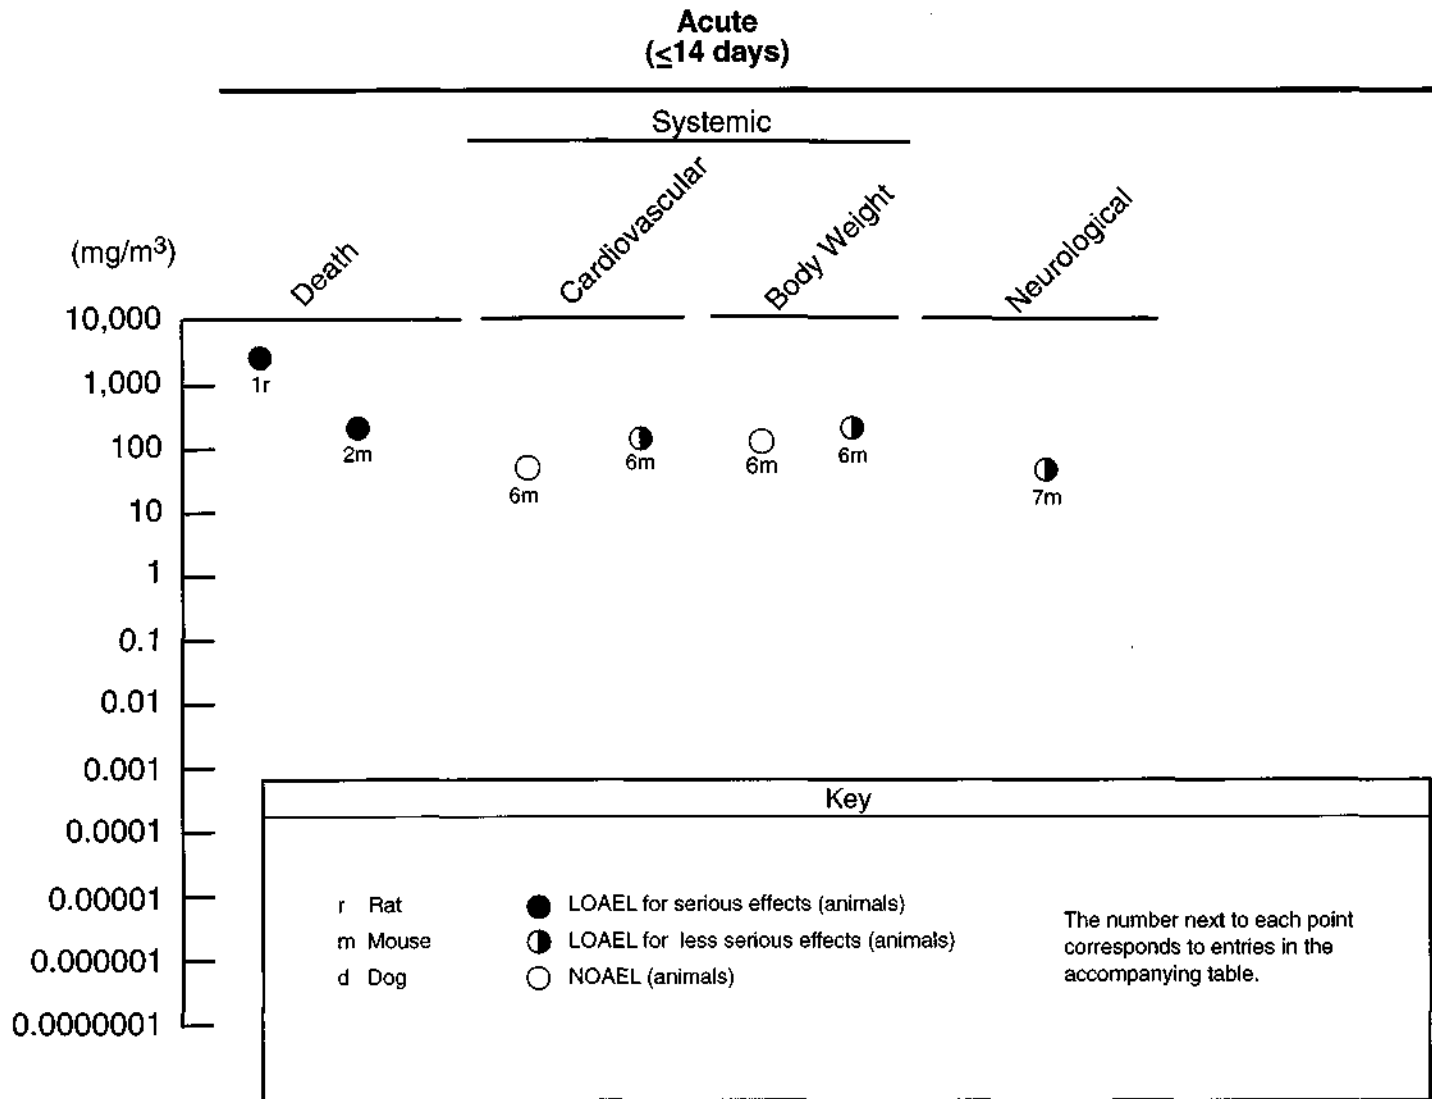 Acute
(≤14 days)
Systemic
(mg/m³)
Death
Cardiovascular
Body Weight
Neurological
10,000
1,000
100
10
1
0.1
0.01
0.001
0.0001
0.00001
0.000001
0.0000001
1r
2m
6m
6m
6m
6m
7m
Key
r Rat
m Mouse
d Dog
LOAEL for serious effects (animals)
LOAEL for less serious effects (animals)
NOAEL (animals)
The number next to each point
corresponds to entries in the
accompanying table.